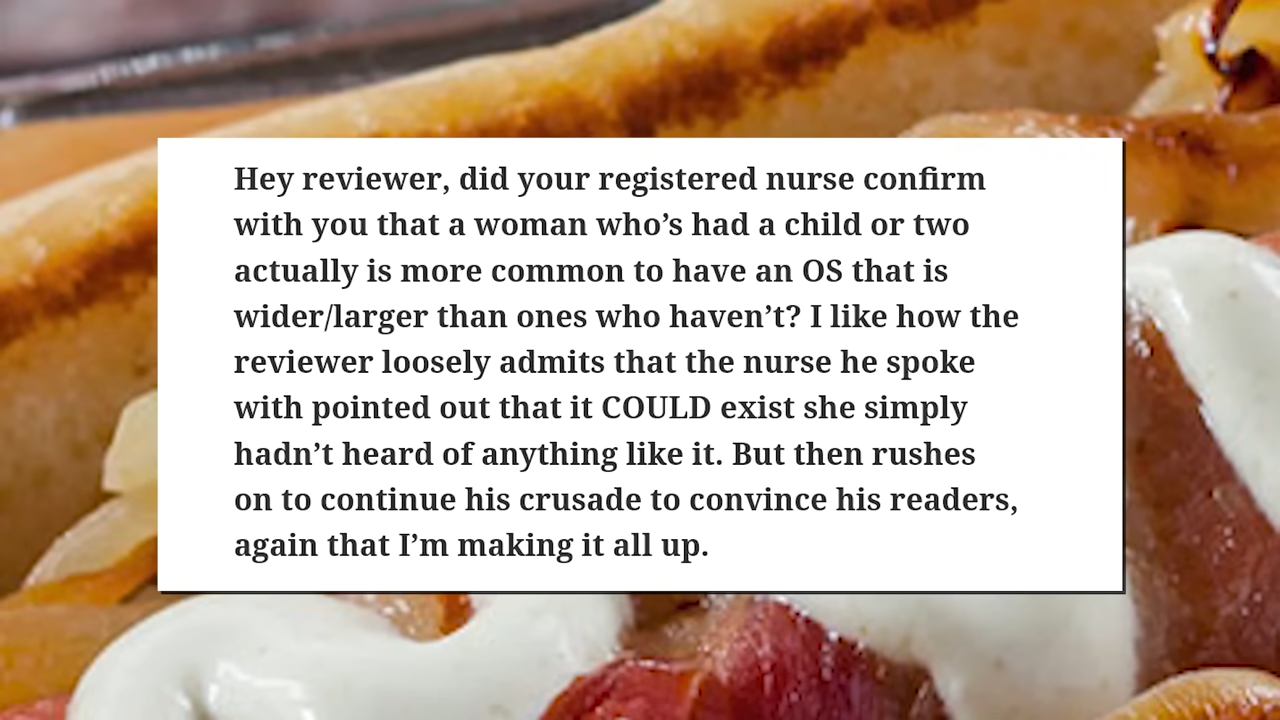 Hey reviewer, did your registered nurse confirm
with you that a woman who’s had a child or two
actually is more common to have an OS that is
wider/larger than ones who haven’t? I like how the
reviewer loosely admits that the nurse he spoke
with pointed out that it COULD exist she simply
hadn’t heard of anything like it. But then rushes
on to continue his crusade to convince his readers,
again that I’m making it all up.